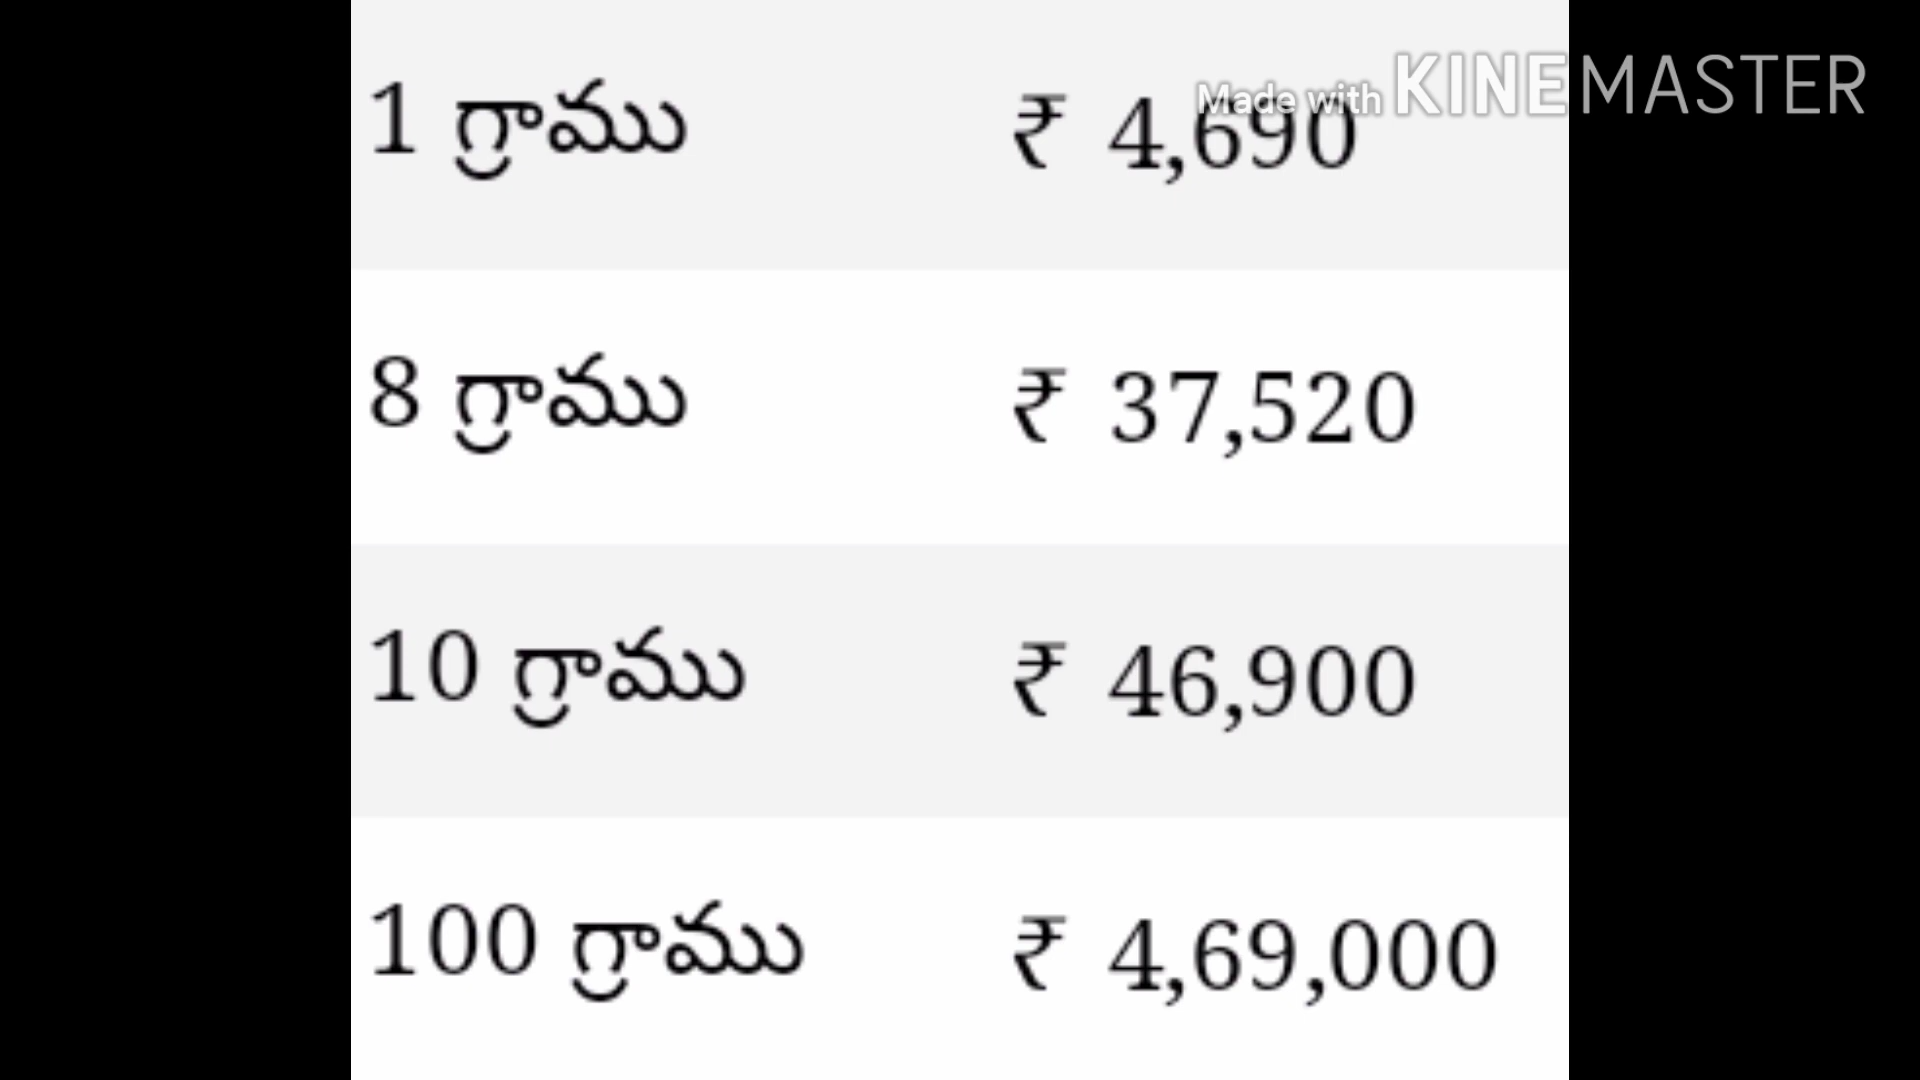 Made with KINEMASTER
1 గ్రాము ₹ 4,690
8 గ్రాము ₹ 37,520
10 గ్రాము ₹ 46,900
100 గ్రాము ₹ 4,69,000